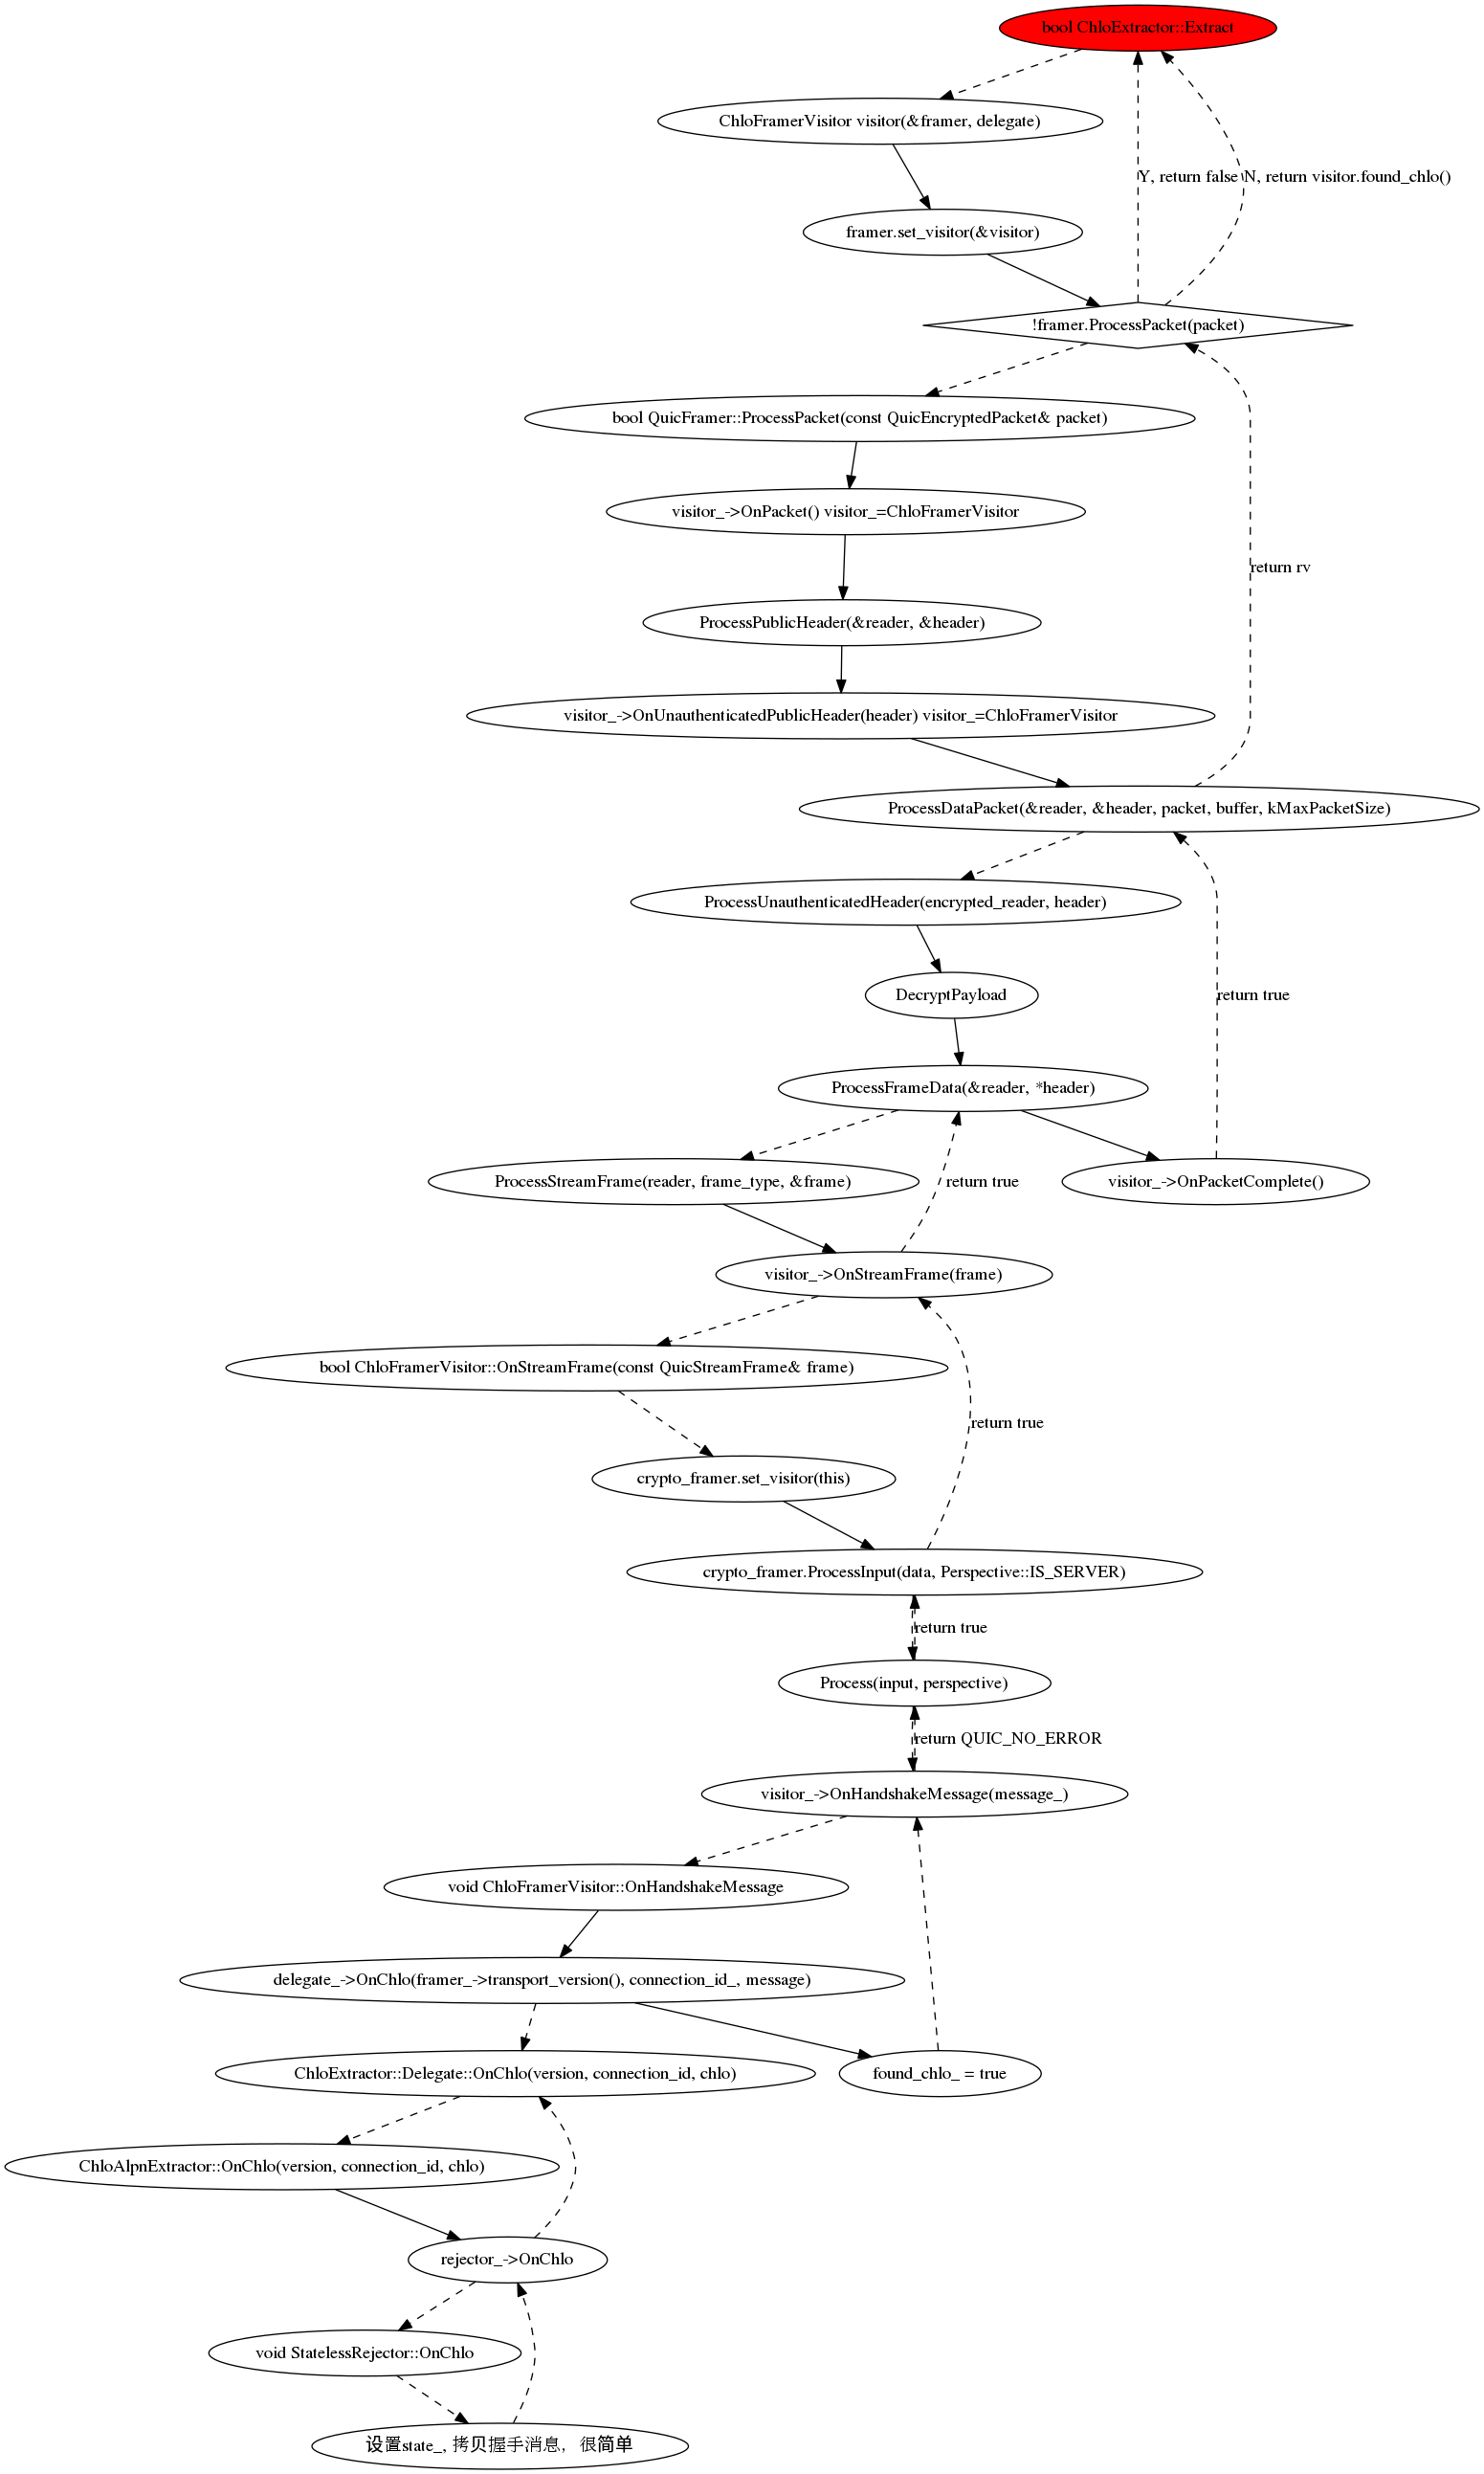 bool ChloExtractor::Extract
ChloFramerVisitor visitor(&framer, delegate)
Y, return false
N, return visitor.found_chlo()
framer.set_visitor(&visitor)
!framer.ProcessPacket(packet)
bool QuicFramer::ProcessPacket(const QuicEncryptedPacket& packet)
visitor_->OnPacket() visitor_=ChloFramerVisitor
return rv
ProcessPublicHeader(&reader, &header)
visitor_->OnUnauthenticatedPublicHeader(header) visitor_=ChloFramerVisitor
ProcessDataPacket(&reader, &header, packet, buffer, kMaxPacketSize)
ProcessUnauthenticatedHeader(encrypted_reader, header)
DecryptPayload
return true
ProcessFrameData(&reader, *header)
ProcessStreamFrame(reader, frame_type, &frame)
return true
visitor_->OnPacketComplete()
visitor_->OnStreamFrame(frame)
bool ChloFramerVisitor::OnStreamFrame(const QuicStreamFrame& frame)
return true
crypto_framer.set_visitor(this)
crypto_framer.ProcessInput(data, Perspective::IS_SERVER)
return true
Process(input, perspective)
return QUIC_NO_ERROR
visitor_->OnHandshakeMessage(message_)
void ChloFramerVisitor::OnHandshakeMessage
delegate_->OnChlo(framer_->transport_version(), connection_id_, message)
ChloExtractor::Delegate::OnChlo(version, connection_id, chlo)
found_chlo_ = true
ChloAlpnExtractor::OnChlo(version, connection_id, chlo)
rejector_->OnChlo
void StatelessRejector::OnChlo
设置state_, 拷贝握手消息，很简单